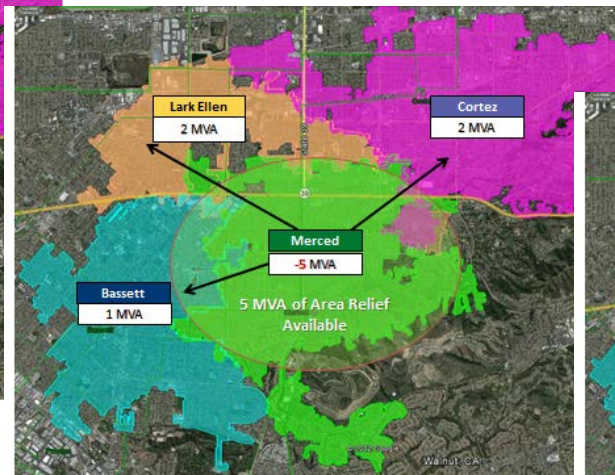 Lark Ellen
2 MVA
Cortez
2 MVA
Merced
-5 MVA
Bassett
1 MVA
5 MVA of Area Relief
Available
Walnut, CA